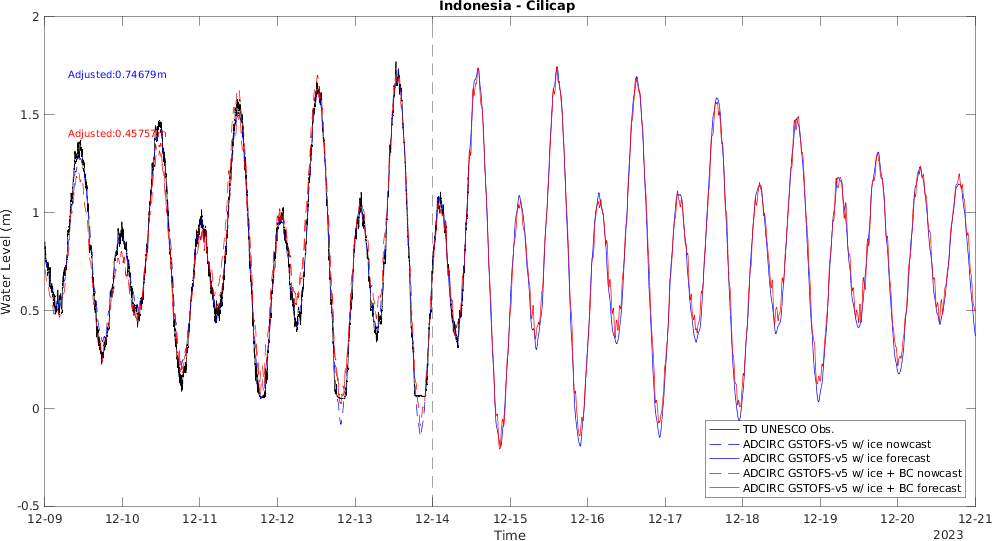 Indonesia - Cilicap
Water Level (m)
2
1.5
1
0.5
0
-0.5
Adjusted:0.74679m
Adjusted:0.45757m
TD UNESCO Obs.
ADCIRC GSTOFS-v5 w/ ice nowcast
ADCIRC GSTOFS-v5 w/ ice forecast
ADCIRC GSTOFS-v5 w/ ice + BC nowcast
ADCIRC GSTOFS-v5 w/ ice + BC forecast
12-09 12-10 12-11 12-12 12-13 12-14 12-15 12-16 12-17 12-18 12-19 12-20 12-21
Time
2023